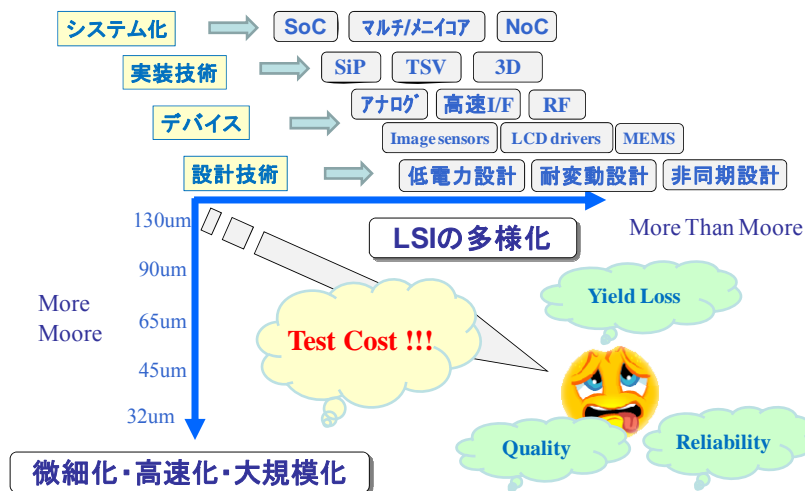 システム化 SoC マルチ/メニイコア NoC
実装技術 SiP TSV 3D
デバイス アナログ 高速I/F RF
Image sensors LCD drivers MEMS
設計技術 低電力設計 耐変動設計 非同期設計
130um
LSIの多様化 More Than Moore
90um
Yield Loss
More
Moore
65um
Test Cost !!!
45um
32um
Quality
Reliability
微細化・高速化・大規模化